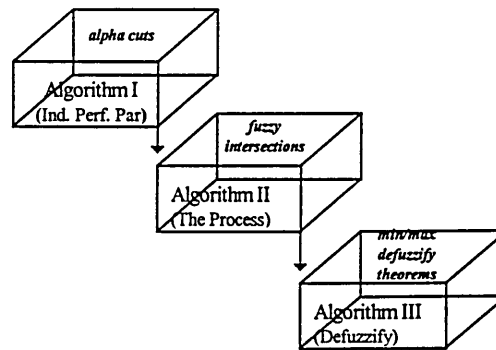 alpha cuts
Algorithm I
(Ind. Perf. Par)
fuzzy
intersections
Algorithm II
(The Process)
min/max
defuzzify
theorems
Algorithm III
(Defuzzify)